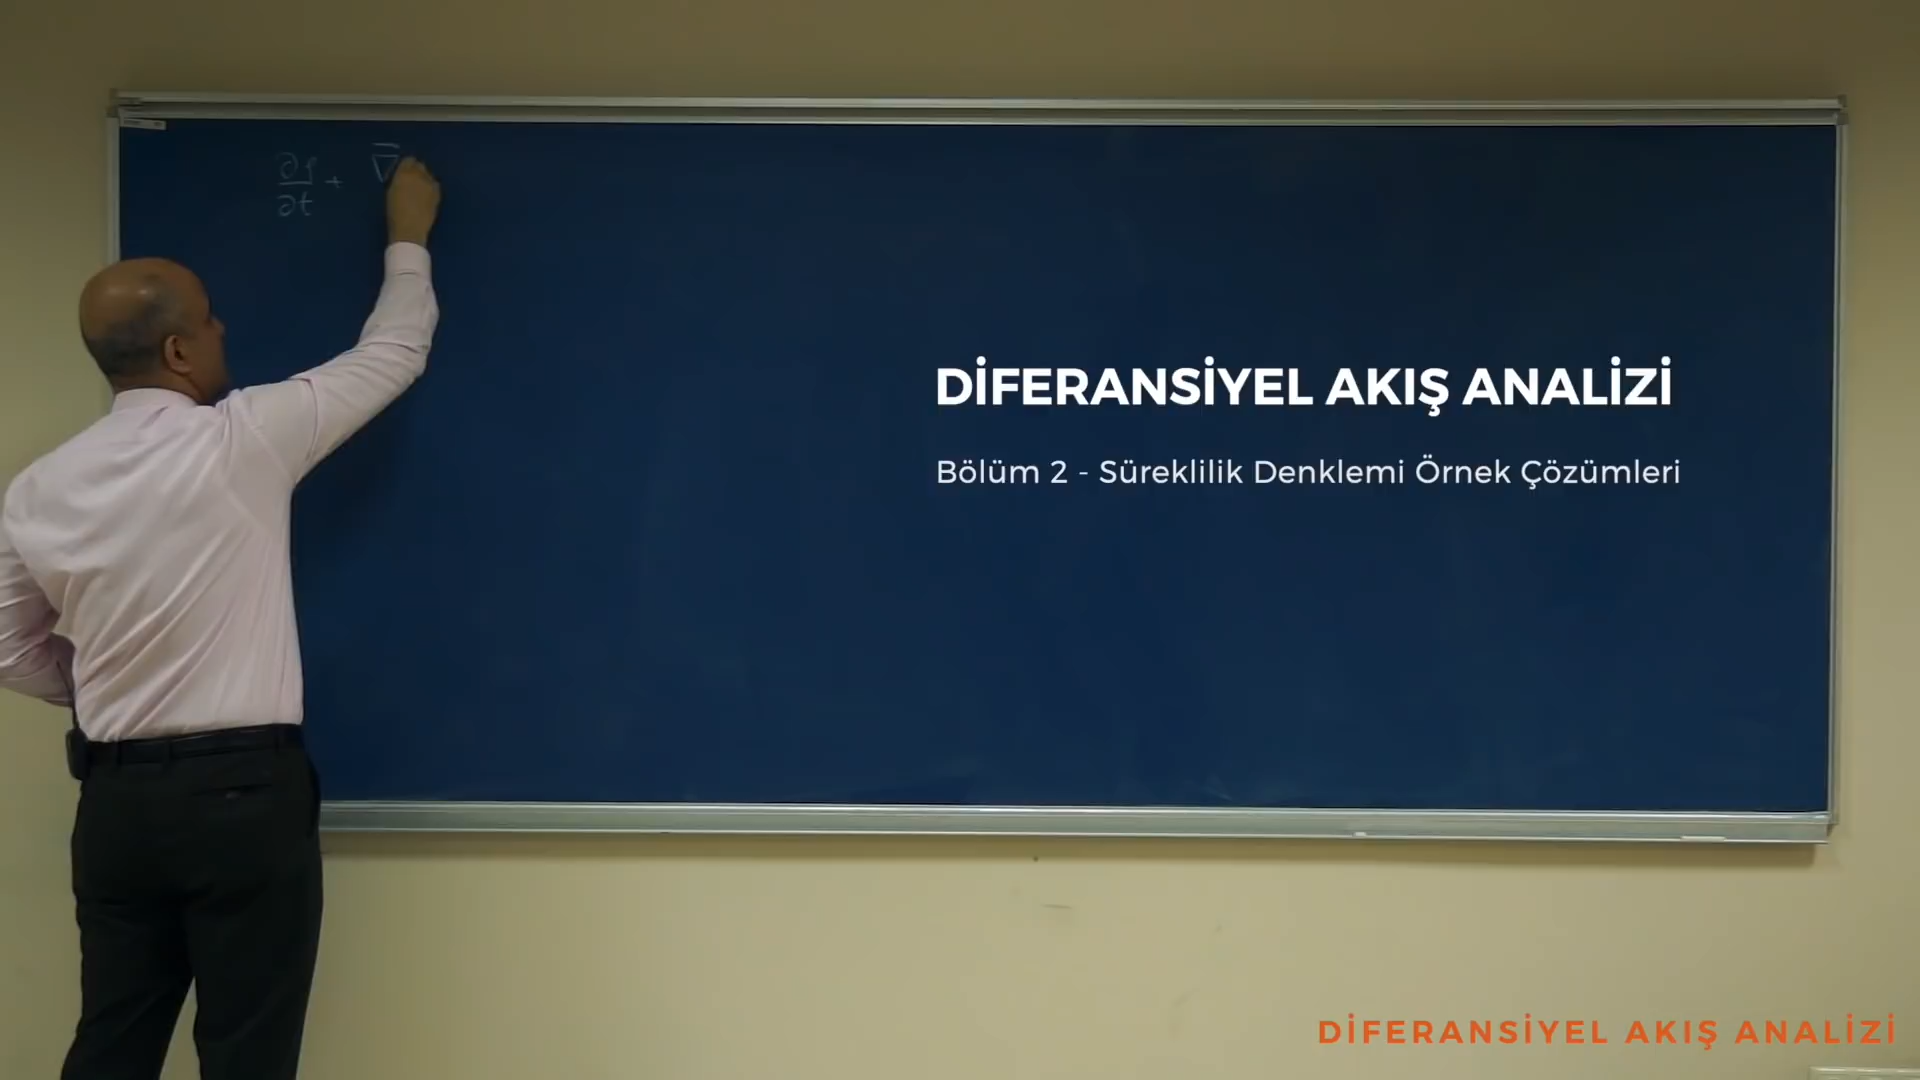 ∂ρ + ∇
∂t
DİFERANSİYEL AKIŞ ANALİZİ
Bölüm 2 - Süreklilik Denklemi Örnek Çözümleri
DİFERANSİYEL AKIŞ ANALİZİ